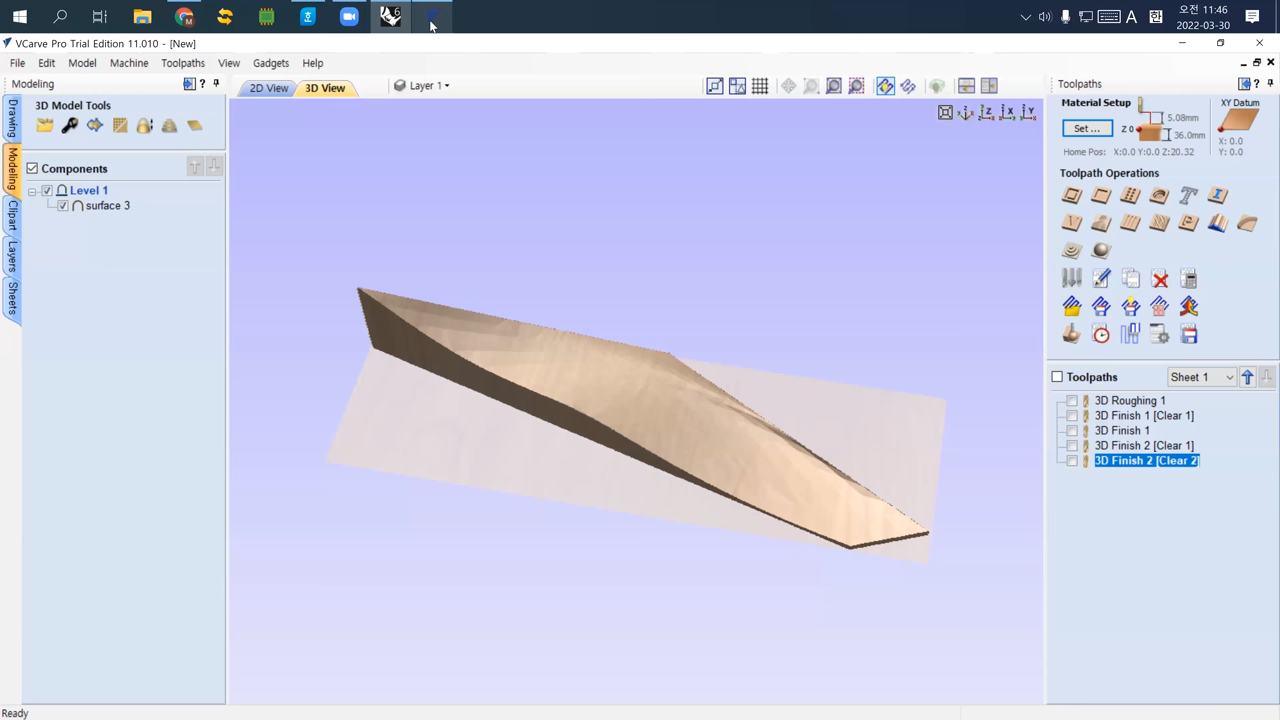 6
A
한
오전 11:46
2022-03-30
VCarve Pro Trial Edition 11.010 - [New]
File Edit Model Machine Toolpaths View Gadgets Help
Modeling
?
2D View
3D View
Layer 1
Toolpaths
?
Drawing
Modeling
Clipart
Layers
Sheets
3D Model Tools
Components
Level 1
surface 3
Z
X
Y
Material Setup
Set ...
Z 0
5.08mm
36.0mm
XY Datum
X: 0.0
Y: 0.0
Home Pos: X:0.0 Y:0.0 Z:20.32
Toolpath Operations
Toolpaths
Sheet 1
3D Roughing 1
3D Finish 1 [Clear 1]
3D Finish 1
3D Finish 2 [Clear 1]
3D Finish 2 [Clear 2]
Ready